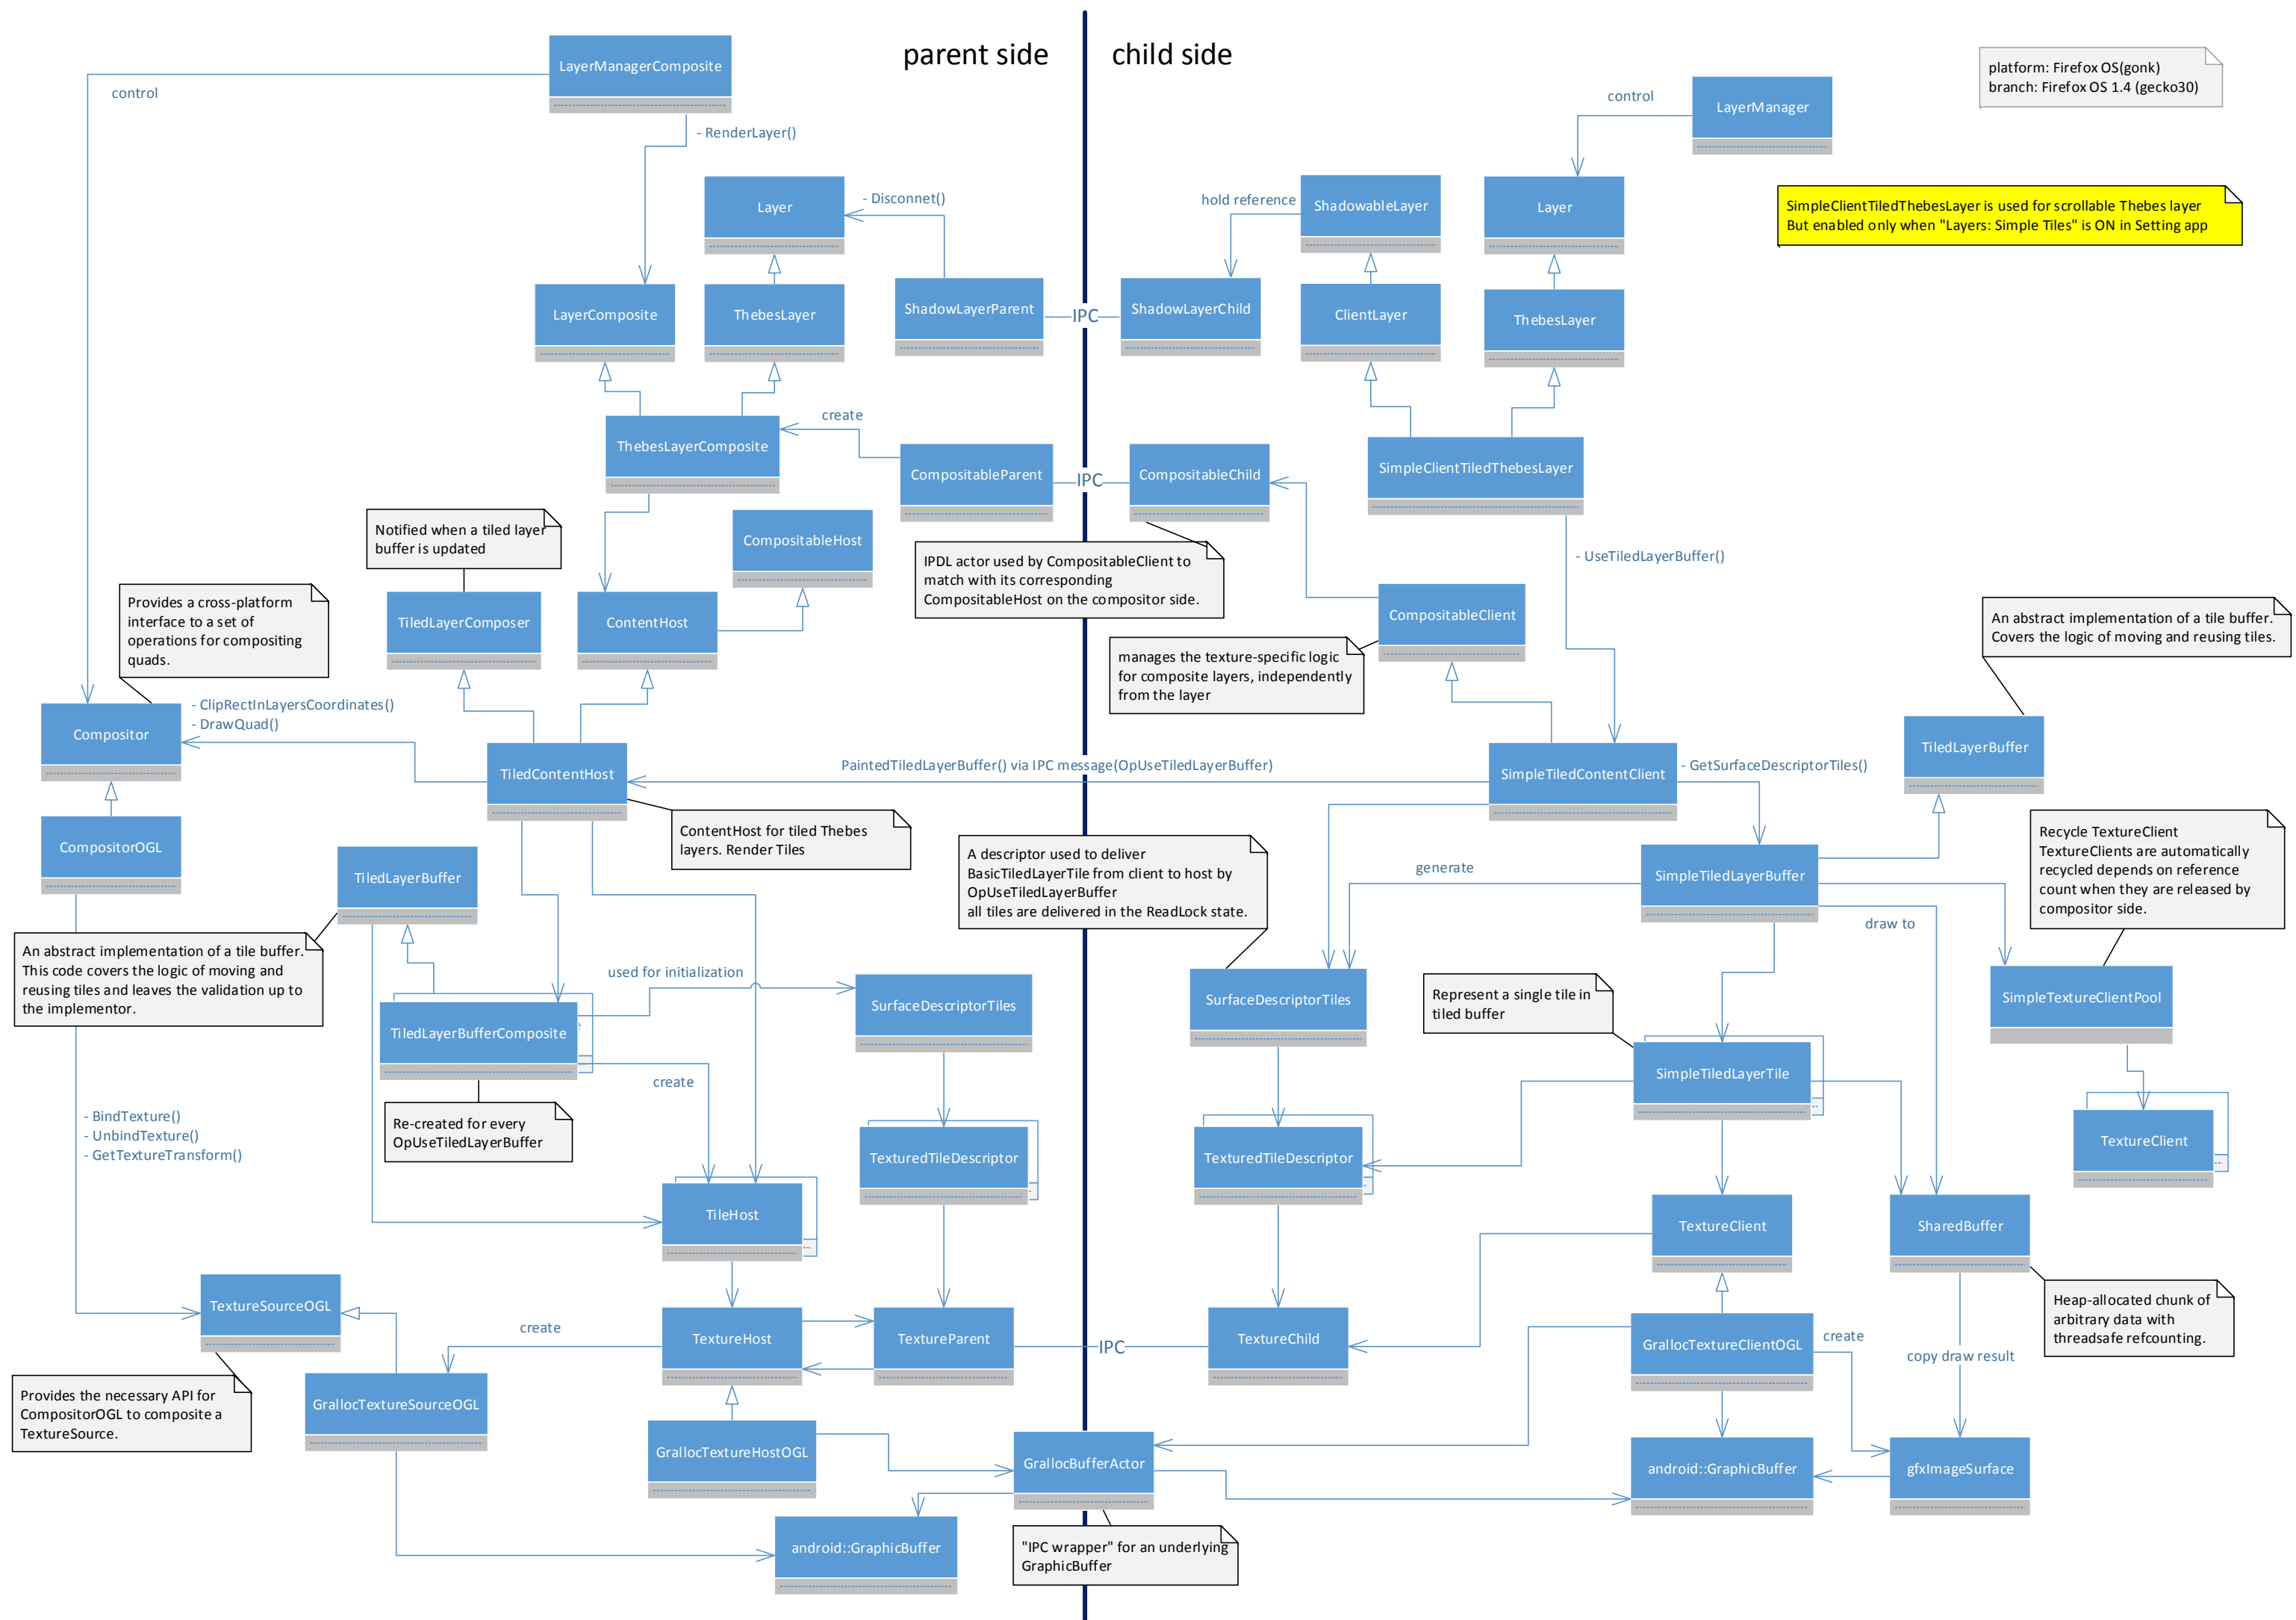 parent side
child side
platform: Firefox OS(gonk)
branch: Firefox OS 1.4 (gecko30)
LayerManagerComposite
control
- RenderLayer()
control
LayerManager
Layer
- Disconnet()
hold reference
ShadowableLayer
Layer
SimpleClientTiledThebesLayer is used for scrollable Thebes layer
But enabled only when "Layers: Simple Tiles" is ON in Setting app
LayerComposite
ThebesLayer
ShadowLayerParent
IPC
ShadowLayerChild
ClientLayer
ThebesLayer
create
ThebesLayerComposite
CompositableParent
IPC
CompositableChild
SimpleClientTiledThebesLayer
Notified when a tiled layer
buffer is updated
CompositableHost
IPDL actor used by CompositableClient to
match with its corresponding
CompositableHost on the compositor side.
- UseTiledLayerBuffer()
Provides a cross-platform
interface to a set of
operations for compositing
quads.
TiledLayerComposer
ContentHost
CompositableClient
An abstract implementation of a tile buffer.
Covers the logic of moving and reusing tiles.
manages the texture-specific logic
for composite layers, independently
from the layer
- ClipRectInLayersCoordinates()
- DrawQuad()
Compositor
TiledContentHost
PaintedTiledLayerBuffer() via IPC message(OpUseTiledLayerBuffer)
SimpleTiledContentClient
- GetSurfaceDescriptorTiles()
TiledLayerBuffer
CompositorOGL
ContentHost for tiled Thebes
layers. Render Tiles
A descriptor used to deliver
BasicTiledLayerTile from client to host by
OpUseTiledLayerBuffer
all tiles are delivered in the ReadLock state.
generate
SimpleTiledLayerBuffer
Recycle TextureClient
TextureClients are automatically
recycled depends on reference
count when they are released by
compositor side.
TiledLayerBuffer
draw to
An abstract implementation of a tile buffer.
This code covers the logic of moving and
reusing tiles and leaves the validation up to
the implementor.
used for initialization
SurfaceDescriptorTiles
SurfaceDescriptorTiles
Represent a single tile in
tiled buffer
SimpleTextureClientPool
TiledLayerBufferComposite
e
create
SimpleTiledLayerTile
- BindTexture()
- UnbindTexture()
- GetTextureTransform()
Re-created for every
OpUseTiledLayerBuffer
TexturedTileDescriptor
TexturedTileDescriptor
TextureClient
TileHost
TextureClient
SharedBuffer
TextureSourceOGL
create
TextureHost
TextureParent
IPC
TextureChild
GrallocTextureClientOGL
create
copy draw result
Heap-allocated chunk of
arbitrary data with
threadsafe refcounting.
Provides the necessary API for
CompositorOGL to composite a
TextureSource.
GrallocTextureSourceOGL
GrallocTextureHostOGL
GrallocBufferActor
android::GraphicBuffer
gfxImageSurface
android::GraphicBuffer
"IPC wrapper" for an underlying
GraphicBuffer